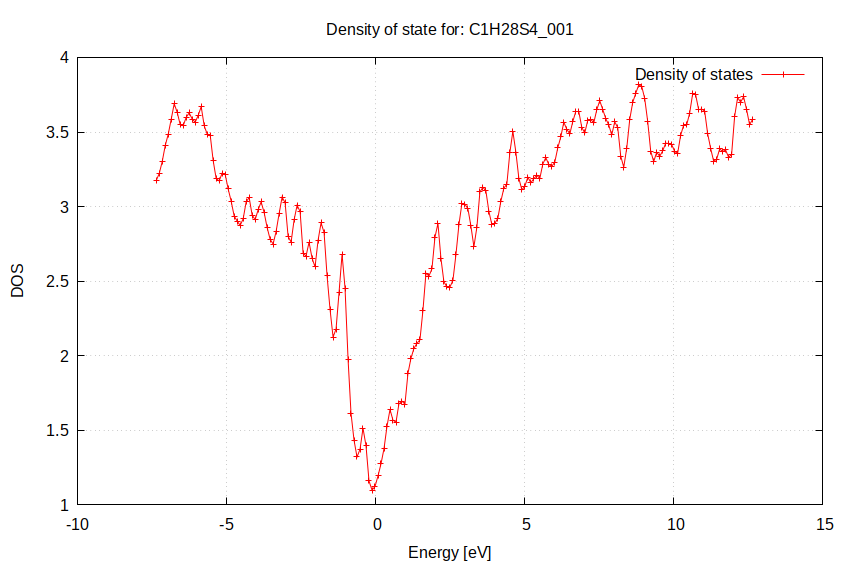 Density of state for: C1H28S4_001
4
Density of states
3.5
3
2.5
DOS
2
1.5
1
-10 -5 0 5 10 15
Energy [eV]